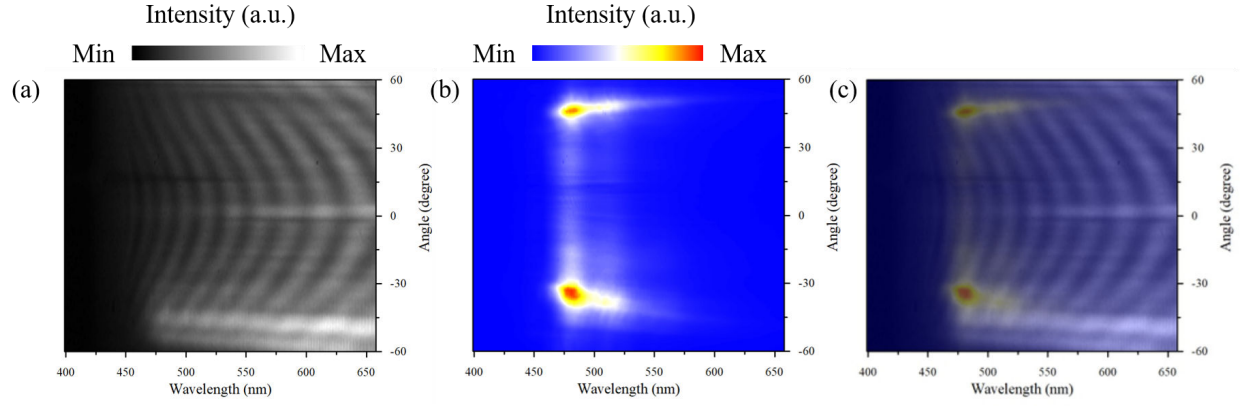 Intensity (a.u.)
Min Max
Intensity (a.u.)
Min Max
(a)
60
30
0
-30
-60
Angle (degree)
400 450 500 550 600 650
Wavelength (nm)
(b)
60
30
0
-30
-60
Angle (degree)
400 450 500 550 600 650
Wavelength (nm)
(c)
60
30
0
-30
-60
Angle (degree)
400 450 500 550 600 650
Wavelength (nm)